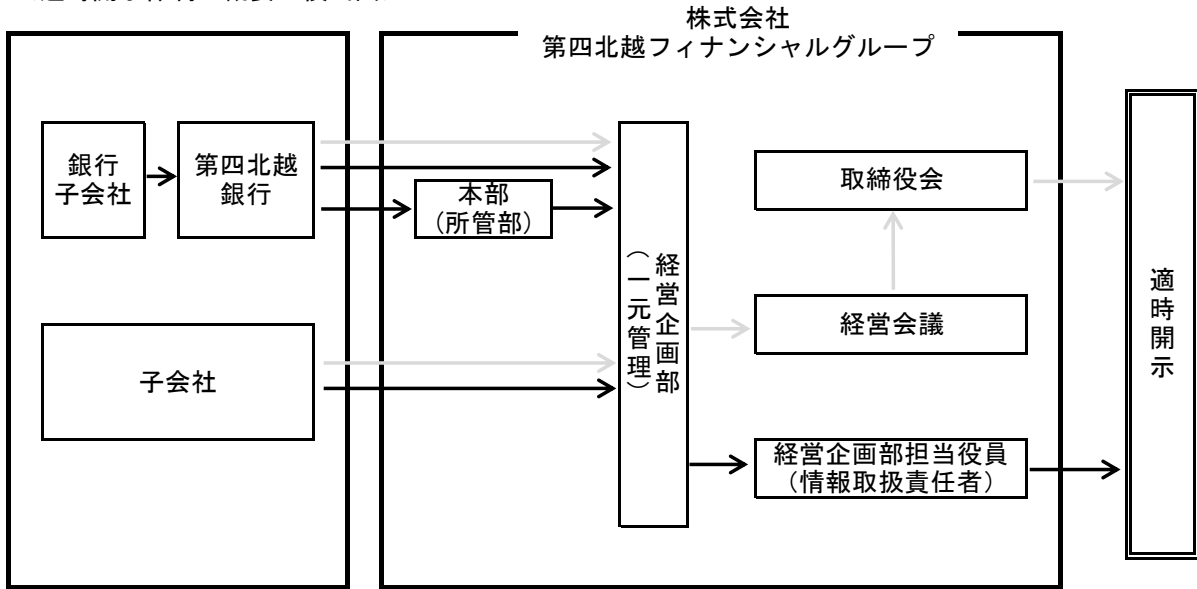 株式会社
第四北越フィナンシャルグループ
銀行
子会社
第四北越
銀行
本部
(所管部)
子会社
経営企画部
(一元管理)
取締役会
経営会議
経営企画部担当役員
(情報取扱責任者)
適時開示